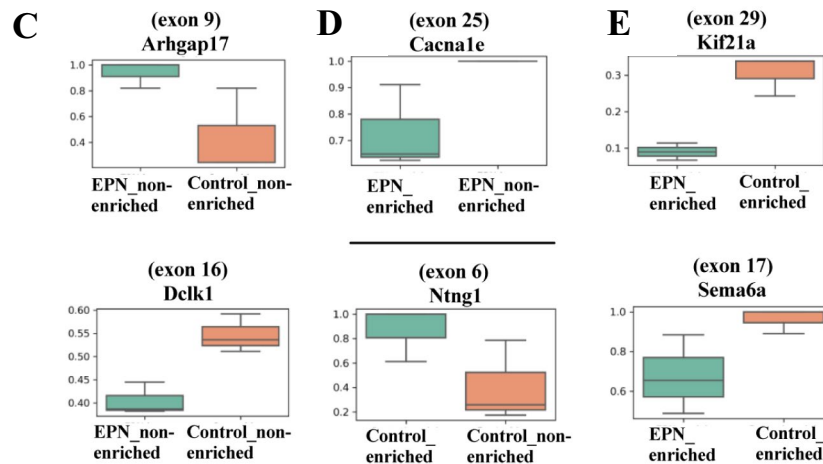 C
(exon 9)
Arhgap17
1.0
0.8
0.6
0.4
EPN_non-
enriched
Control_non-
enriched
D
(exon 25)
Cacna1e
1.0
0.9
0.8
0.7
EPN_
enriched
EPN_non-
enriched
E
(exon 29)
Kif21a
0.3
0.2
0.1
EPN_
enriched
Control_
enriched
(exon 16)
Dclk1
0.60
0.55
0.50
0.45
0.40
EPN_non-
enriched
Control_non-
enriched
(exon 6)
Ntng1
1.0
0.8
0.6
0.4
0.2
Control_
enriched
Control_non-
enriched
(exon 17)
Sema6a
1.0
0.8
0.6
EPN_
enriched
Control_
enriched